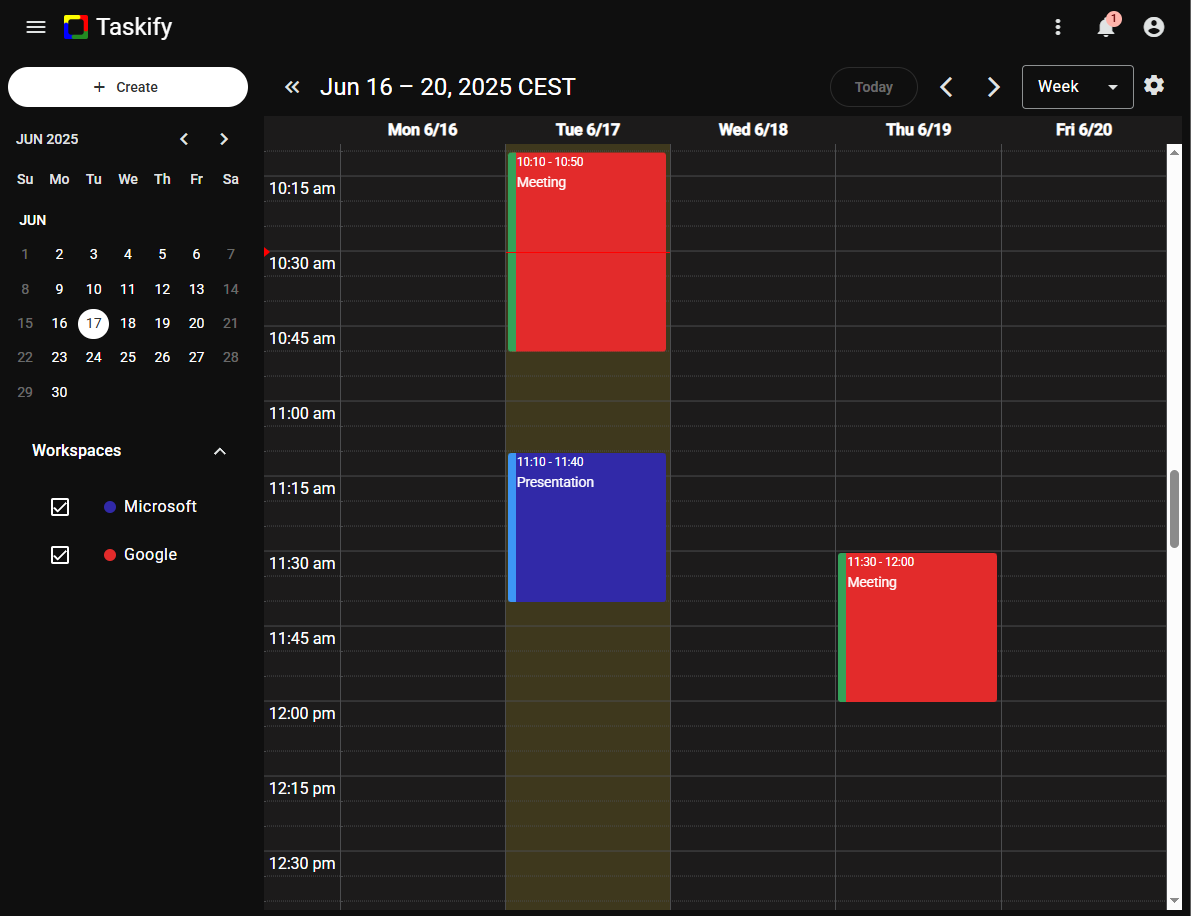 Taskify
1
+ Create
Jun 16 – 20, 2025 CEST
Today
Week
JUN 2025
Su Mo Tu We Th Fr Sa
JUN
1 2 3 4 5 6 7
8 9 10 11 12 13 14
15 16 17 18 19 20 21
22 23 24 25 26 27 28
29 30
Workspaces
Microsoft
Google
Mon 6/16 Tue 6/17 Wed 6/18 Thu 6/19 Fri 6/20
10:10 - 10:50
Meeting
10:15 am
10:30 am
10:45 am
11:00 am
11:10 - 11:40
Presentation
11:15 am
11:30 am
11:30 - 12:00
Meeting
11:45 am
12:00 pm
12:15 pm
12:30 pm